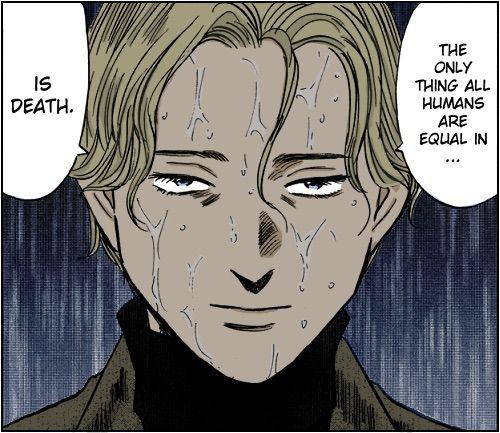 THE
ONLY
THING ALL
HUMANS
ARE
EQUAL IN
...
IS
DEATH.